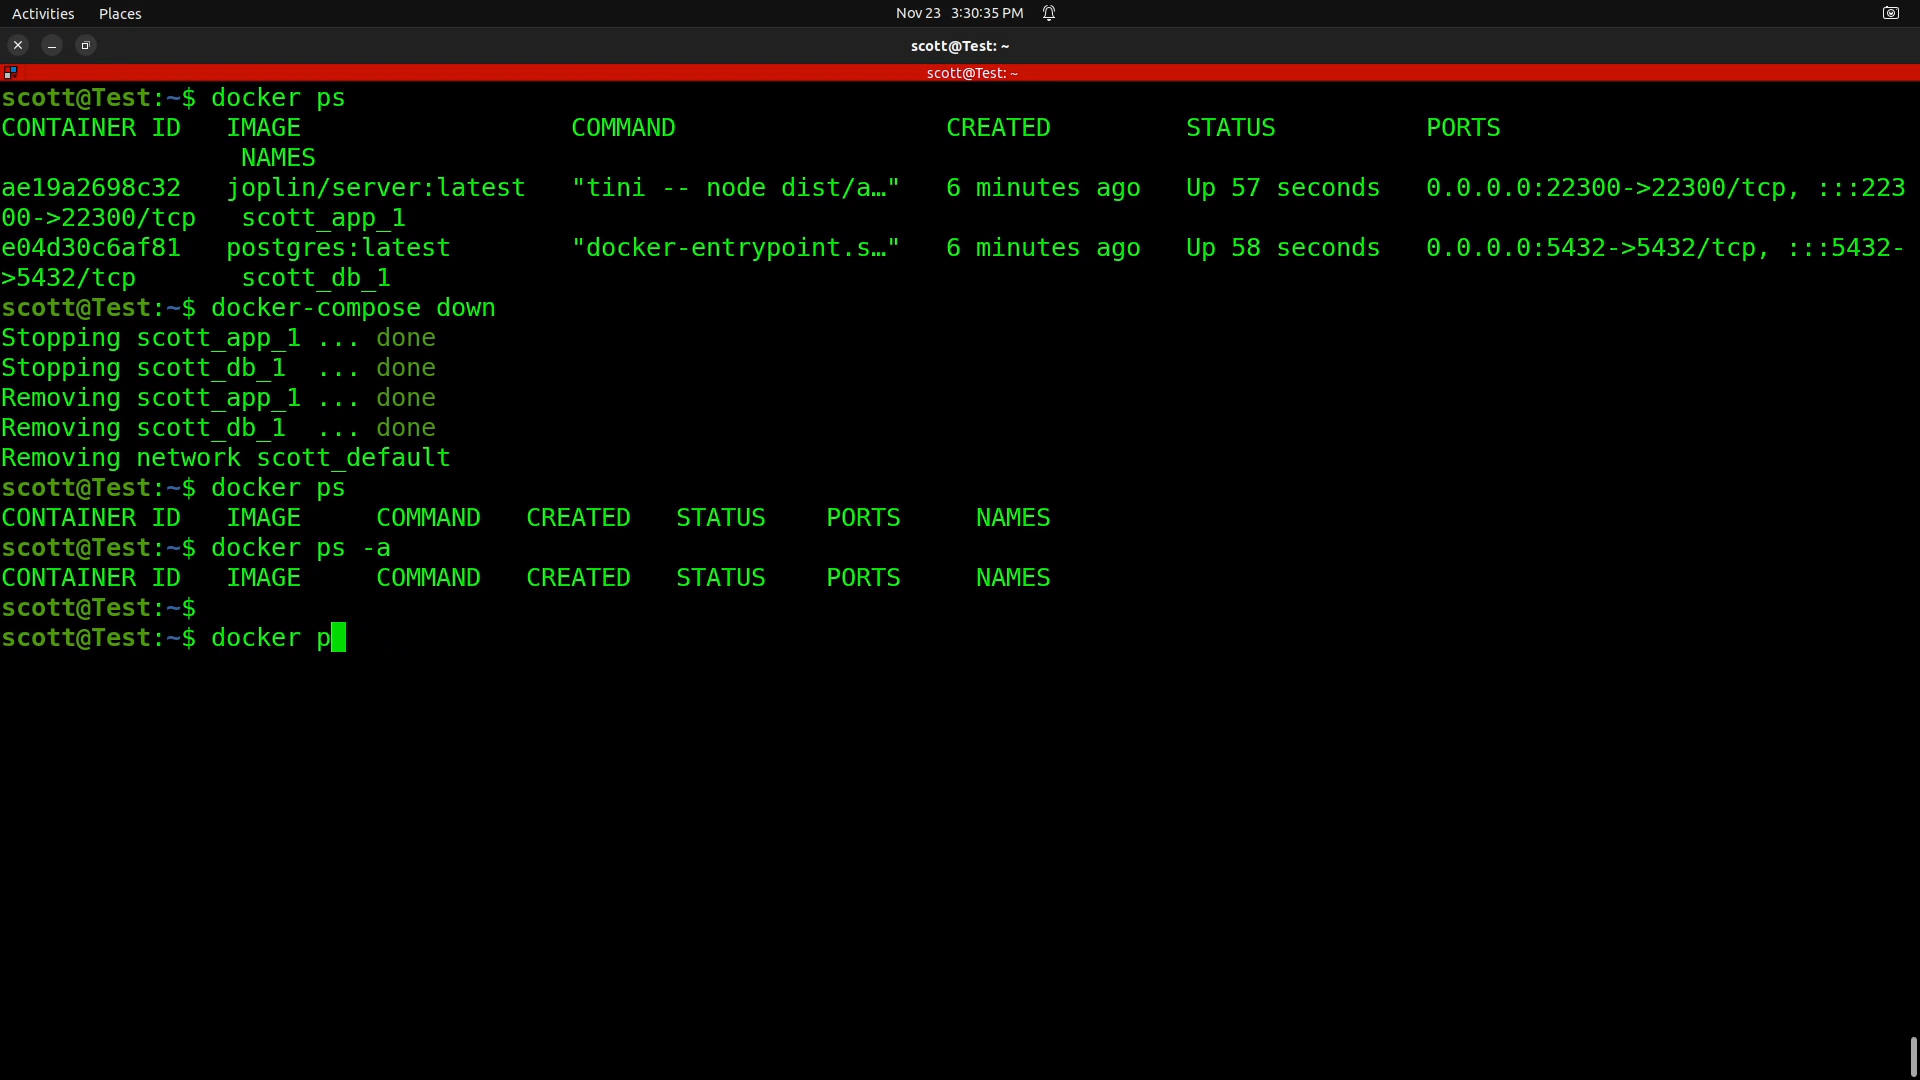 Activities Places Nov 23 3:30:35 PM
scott@Test: ~
scott@Test: ~
scott@Test:~$ docker ps
CONTAINER ID   IMAGE                  COMMAND                  CREATED         STATUS          PORTS
                NAMES
ae19a2698c32   joplin/server:latest   "tini -- node dist/a…"   6 minutes ago   Up 57 seconds   0.0.0.0:22300->22300/tcp, :::223
00->22300/tcp   scott_app_1
e04d30c6af81   postgres:latest        "docker-entrypoint.s…"   6 minutes ago   Up 58 seconds   0.0.0.0:5432->5432/tcp, :::5432-
>5432/tcp       scott_db_1
scott@Test:~$ docker-compose down
Stopping scott_app_1 ... done
Stopping scott_db_1  ... done
Removing scott_app_1 ... done
Removing scott_db_1  ... done
Removing network scott_default
scott@Test:~$ docker ps
CONTAINER ID   IMAGE     COMMAND   CREATED   STATUS    PORTS     NAMES
scott@Test:~$ docker ps -a
CONTAINER ID   IMAGE     COMMAND   CREATED   STATUS    PORTS     NAMES
scott@Test:~$
scott@Test:~$ docker p